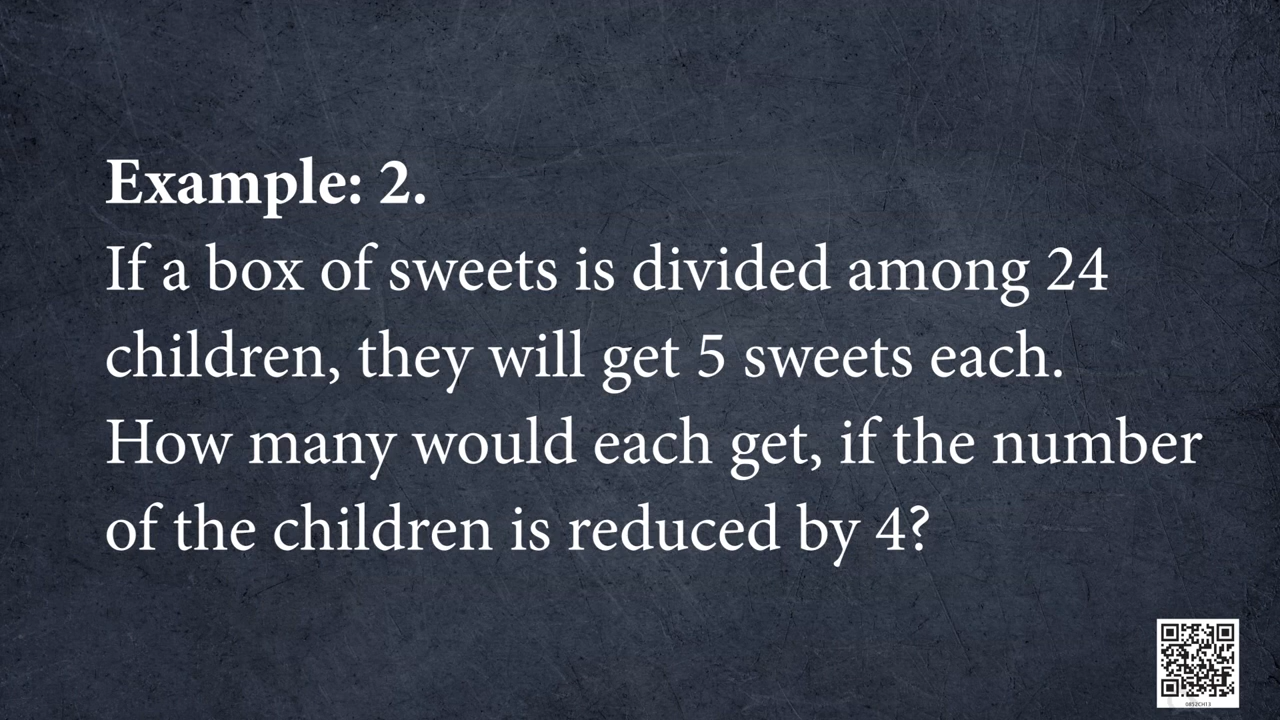 Example: 2.
If a box of sweets is divided among 24
children, they will get 5 sweets each.
How many would each get, if the number
of the children is reduced by 4?
0852CH13